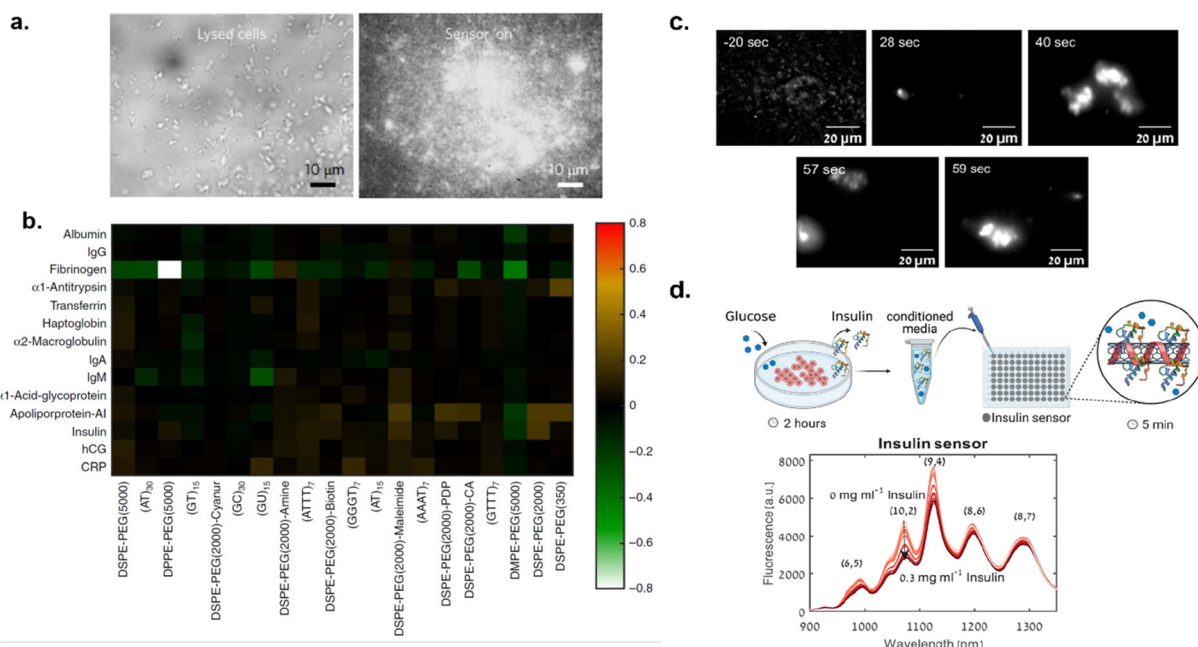 a.
Lysed cells
10 μm
Sensor 'on'
10 μm
b.
Albumin
IgG
Fibrinogen
α1-Antitrypsin
Transferrin
Haptoglobin
α2-Macroglobulin
IgA
IgM
α1-Acid-glycoprotein
Apoliporprotein-AI
Insulin
hCG
CRP
DSPE-PEG(5000)
(AT)30
DPPE-PEG(5000)
(GT)15
DSPE-PEG(2000)-Cyanur
(GC)30
(GU)15
DSPE-PEG(2000)-Amine
(ATTT)7
DSPE-PEG(2000)-Biotin
(GGGT)7
(AT)15
DSPE-PEG(2000)-Maleimide
(AAAT)7
DSPE-PEG(2000)-PDP
DSPE-PEG(2000)-CA
(GTTT)7
DMPE-PEG(5000)
DSPE-PEG(2000)
DSPE-PEG(350)
0.8
0.6
0.4
0.2
0
−0.2
−0.4
−0.6
−0.8
c.
-20 sec
20 μm
28 sec
20 μm
40 sec
20 μm
57 sec
20 μm
59 sec
20 μm
d.
Glucose
Insulin
conditioned
media
2 hours
Insulin sensor
5 min
Insulin sensor
Fluorescence [a.u.]
8000
6000
4000
2000
0
(6,5)
(10,2)
(9,4)
(8,6)
(8,7)
0 mg ml⁻¹ Insulin
0.3 mg ml⁻¹ Insulin
900
1000
1100
1200
1300
Wavelength [nm]